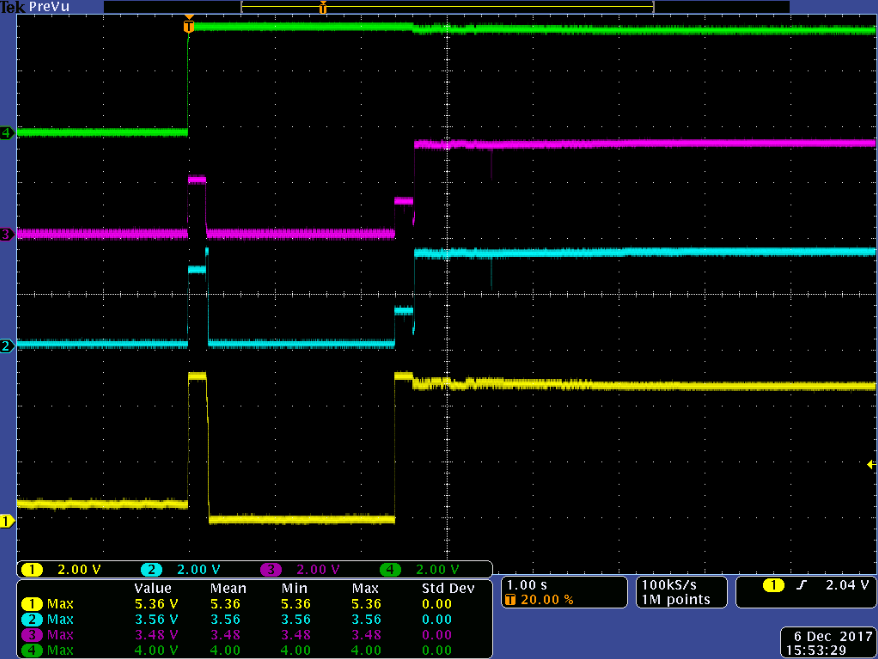 Tek PreVu
T
T
4
3
2
1
1 2.00 V 2 2.00 V 3 2.00 V 4 2.00 V
Value Mean Min Max Std Dev
1 Max 5.36 V 5.36 5.36 5.36 0.00
2 Max 3.56 V 3.56 3.56 3.56 0.00
3 Max 3.48 V 3.48 3.48 3.48 0.00
4 Max 4.00 V 4.00 4.00 4.00 0.00
1.00 s
T 20.00 %
100kS/s
1M points
1 2.04 V
6 Dec 2017
15:53:29